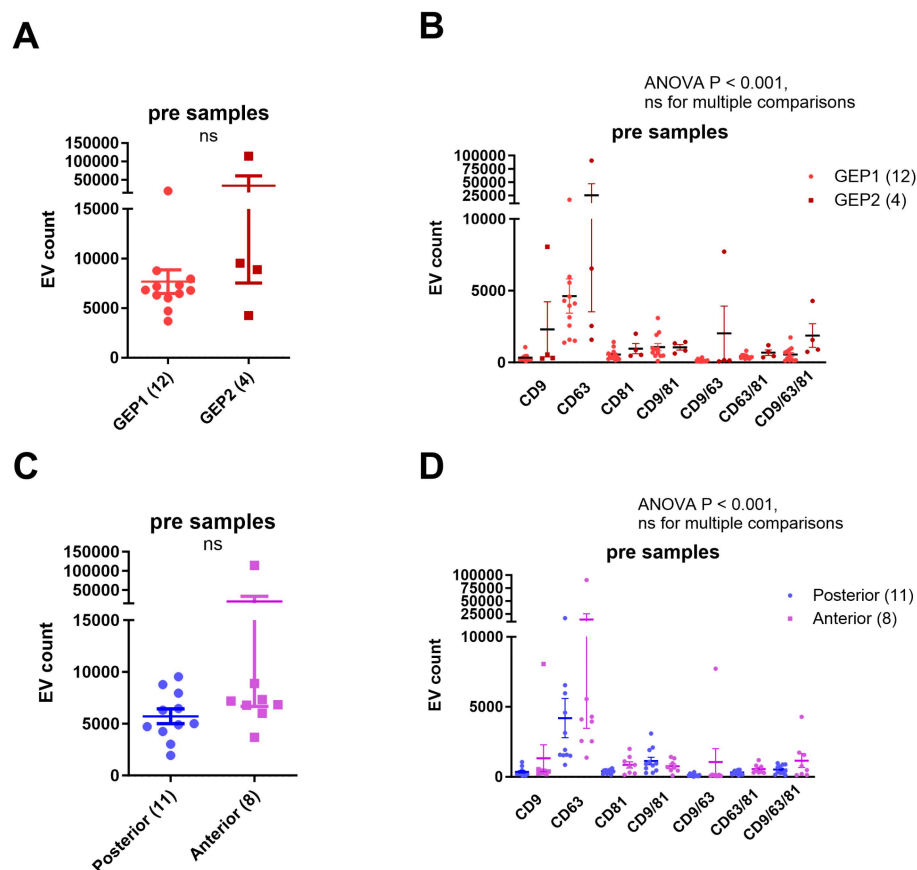 A
pre samples
ns
150000
100000
50000
15000
10000
5000
0
EV count
GEP1 (12)
GEP2 (4)
B
ANOVA P < 0.001,
ns for multiple comparisons
pre samples
100000
75000
50000
25000
10000
5000
0
EV count
CD9
CD63
CD81
CD9/81
CD9/63
CD63/81
CD9/63/81
GEP1 (12)
GEP2 (4)
C
pre samples
ns
150000
100000
50000
15000
10000
5000
0
EV count
Posterior (11)
Anterior (8)
D
ANOVA P < 0.001,
ns for multiple comparisons
pre samples
100000
75000
50000
25000
10000
5000
0
EV count
CD9
CD63
CD81
CD9/81
CD9/63
CD63/81
CD9/63/81
Posterior (11)
Anterior (8)